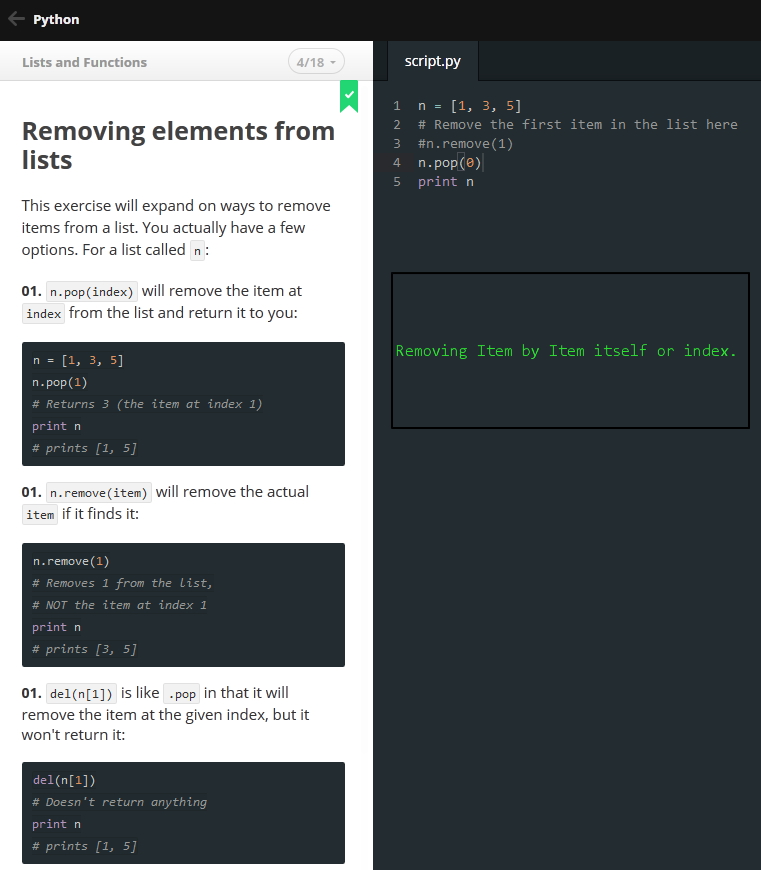 Python
Lists and Functions
4/18
Removing elements from
lists
This exercise will expand on ways to remove
items from a list. You actually have a few
options. For a list called n:
01. n.pop(index) will remove the item at
index from the list and return it to you:
n = [1, 3, 5]
n.pop(1)
# Returns 3 (the item at index 1)
print n
# prints [1, 5]
01. n.remove(item) will remove the actual
item if it finds it:
n.remove(1)
# Removes 1 from the list,
# NOT the item at index 1
print n
# prints [3, 5]
01. del(n[1]) is like .pop in that it will
remove the item at the given index, but it
won't return it:
del(n[1])
# Doesn't return anything
print n
# prints [1, 5]
script.py
1 n = [1, 3, 5]
2 # Remove the first item in the list here
3 #n.remove(1)
4 n.pop(0)
5 print n
Removing Item by Item itself or index.